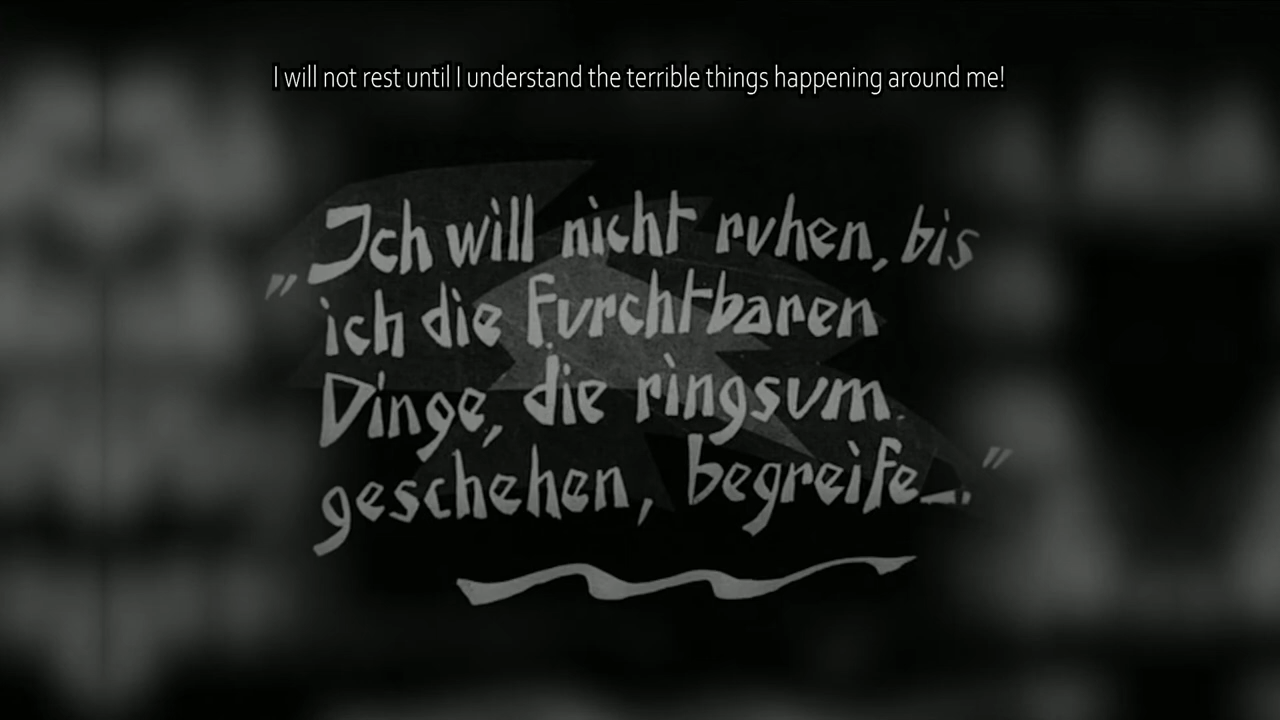 I will not rest until I understand the terrible things happening around me!
„Ich will nicht ruhen, bis
ich die furchtbaren
Dinge, die ringsum
geschehen, begreife_."